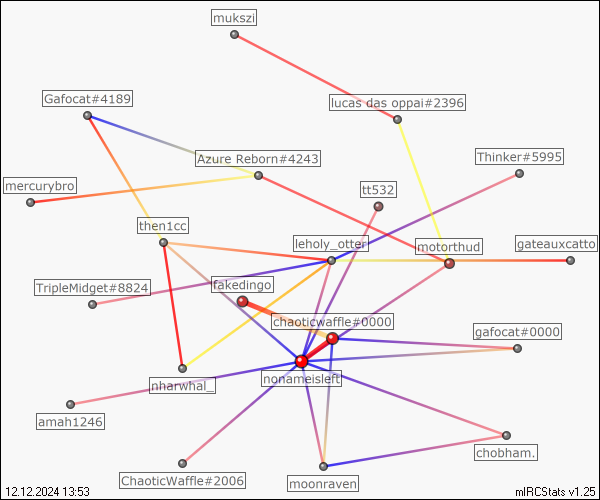 mukszi
Gafocat#4189
lucas das oppai#2396
Azure Reborn#4243
Thinker#5995
mercurybro
tt532
then1cc
leholy_otter
motorthud
gateauxcatto
TripleMidget#8824
fakedingo
chaoticwaffle#0000
gafocat#0000
nharwhal_
nonameisleft
amah1246
chobham.
ChaoticWaffle#2006
moonraven
12.12.2024 13:53
mIRCStats v1.25